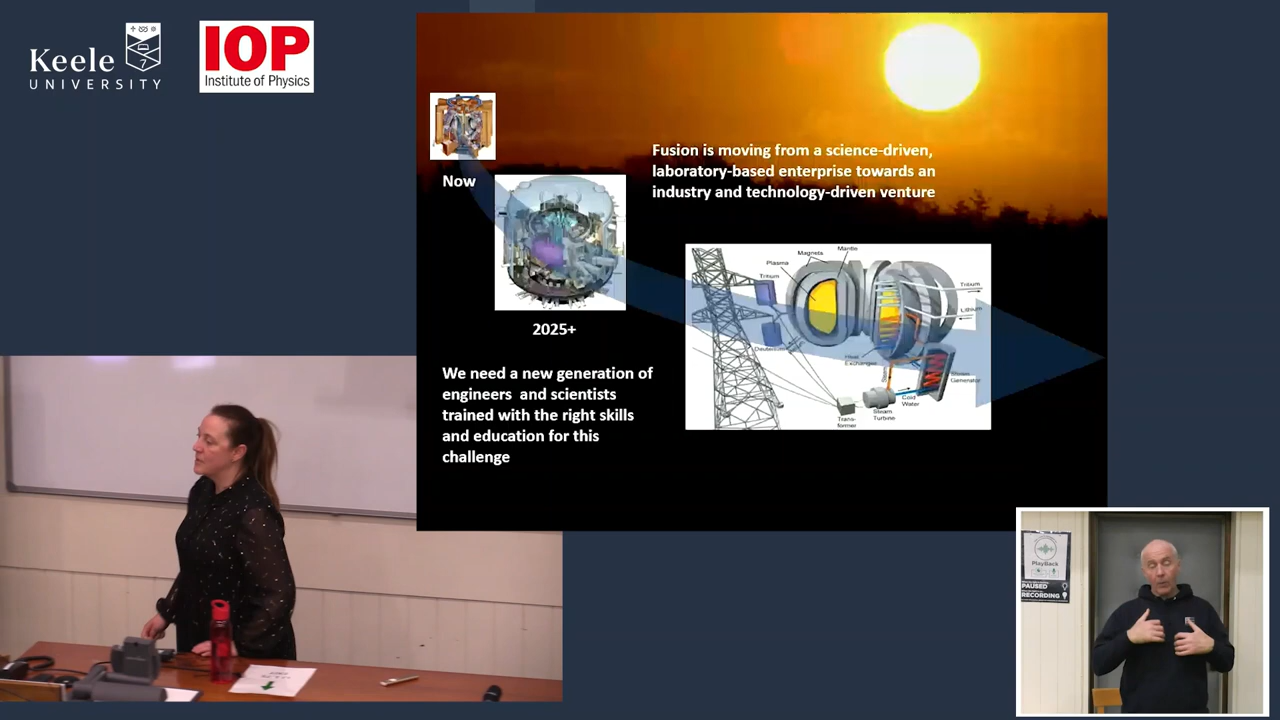 Keele
UNIVERSITY
IOP
Institute of Physics
Now
Fusion is moving from a science-driven,
laboratory-based enterprise towards an
industry and technology-driven venture
2025+
We need a new generation of
engineers and scientists
trained with the right skills
and education for this
challenge
Mantle
Magnets
Plasma
Tritium
Tritium
Lithium
Deuterium
Heat
Exchanger
Steam
Generator
Cold
Water
Steam
Turbine
Trans-
former
PlayBack
PAUSED
RECORDING